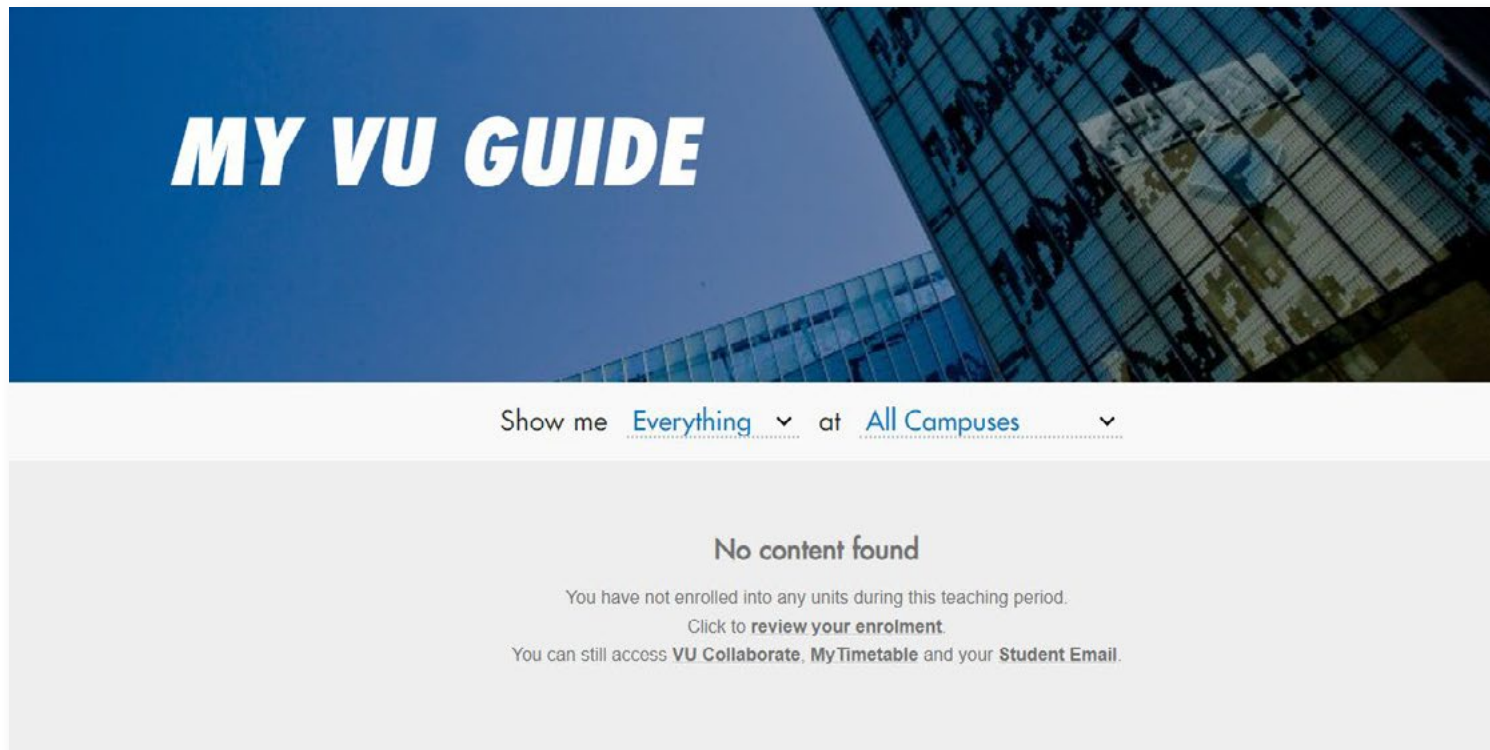 MY VU GUIDE
Show me Everything at All Campuses
No content found
You have not enrolled into any units during this teaching period.
Click to review your enrolment.
You can still access VU Collaborate, MyTimetable and your Student Email.